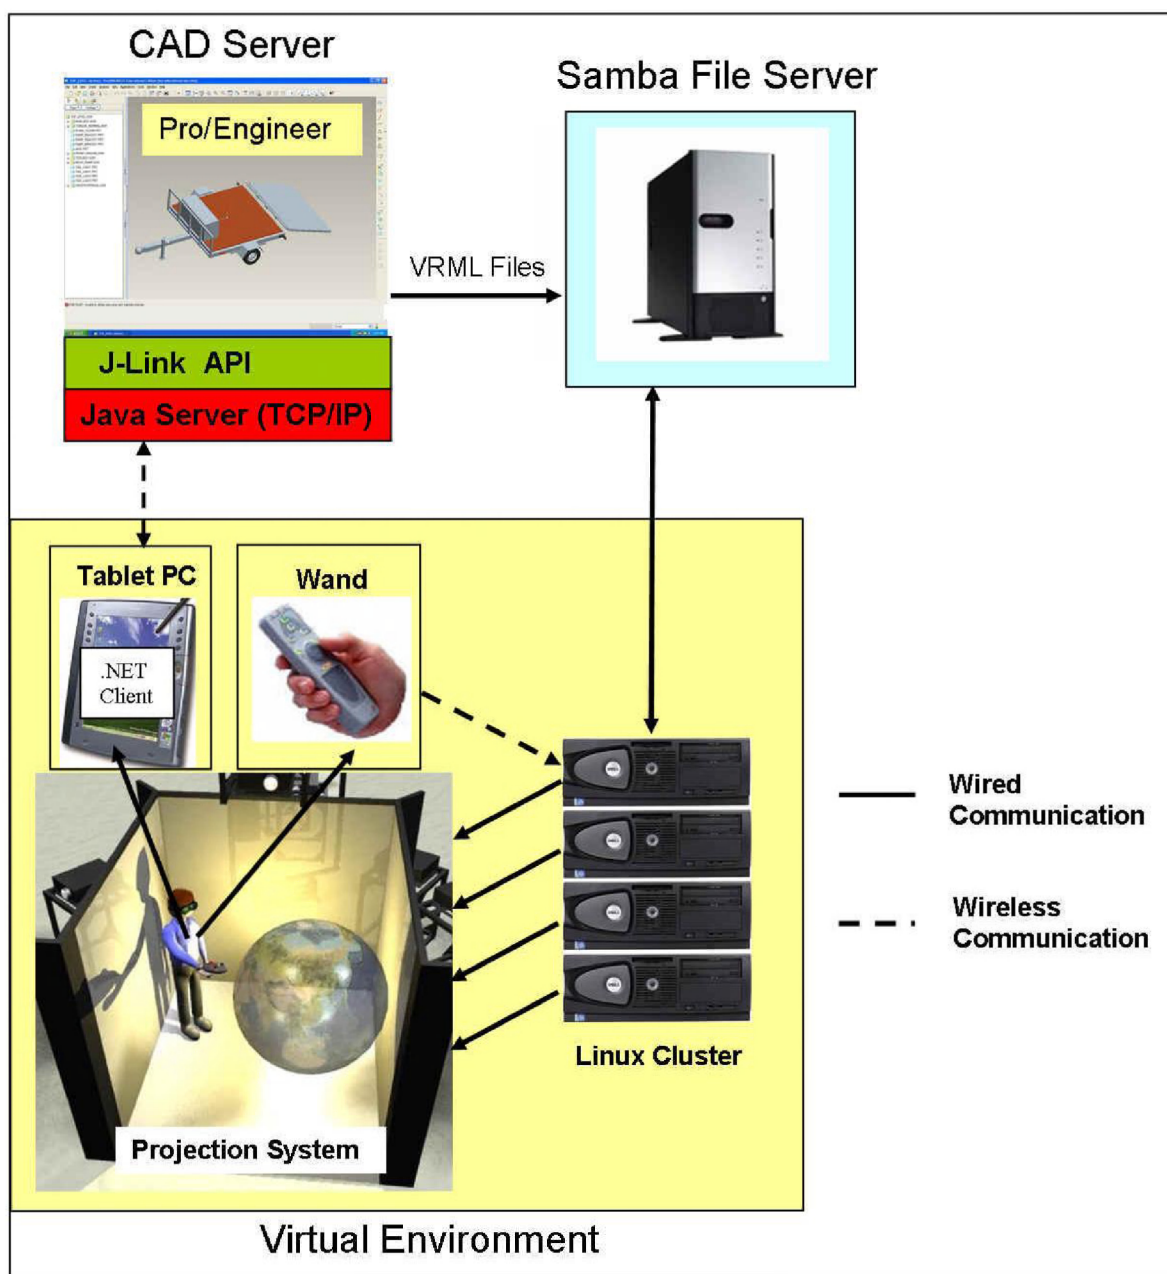 CAD Server
Samba File Server
Pro/Engineer
VRML Files
J-Link API
Java Server (TCP/IP)
Tablet PC
Wand
.NET
Client
Wired
Communication
Wireless
Communication
Linux Cluster
Projection System
Virtual Environment